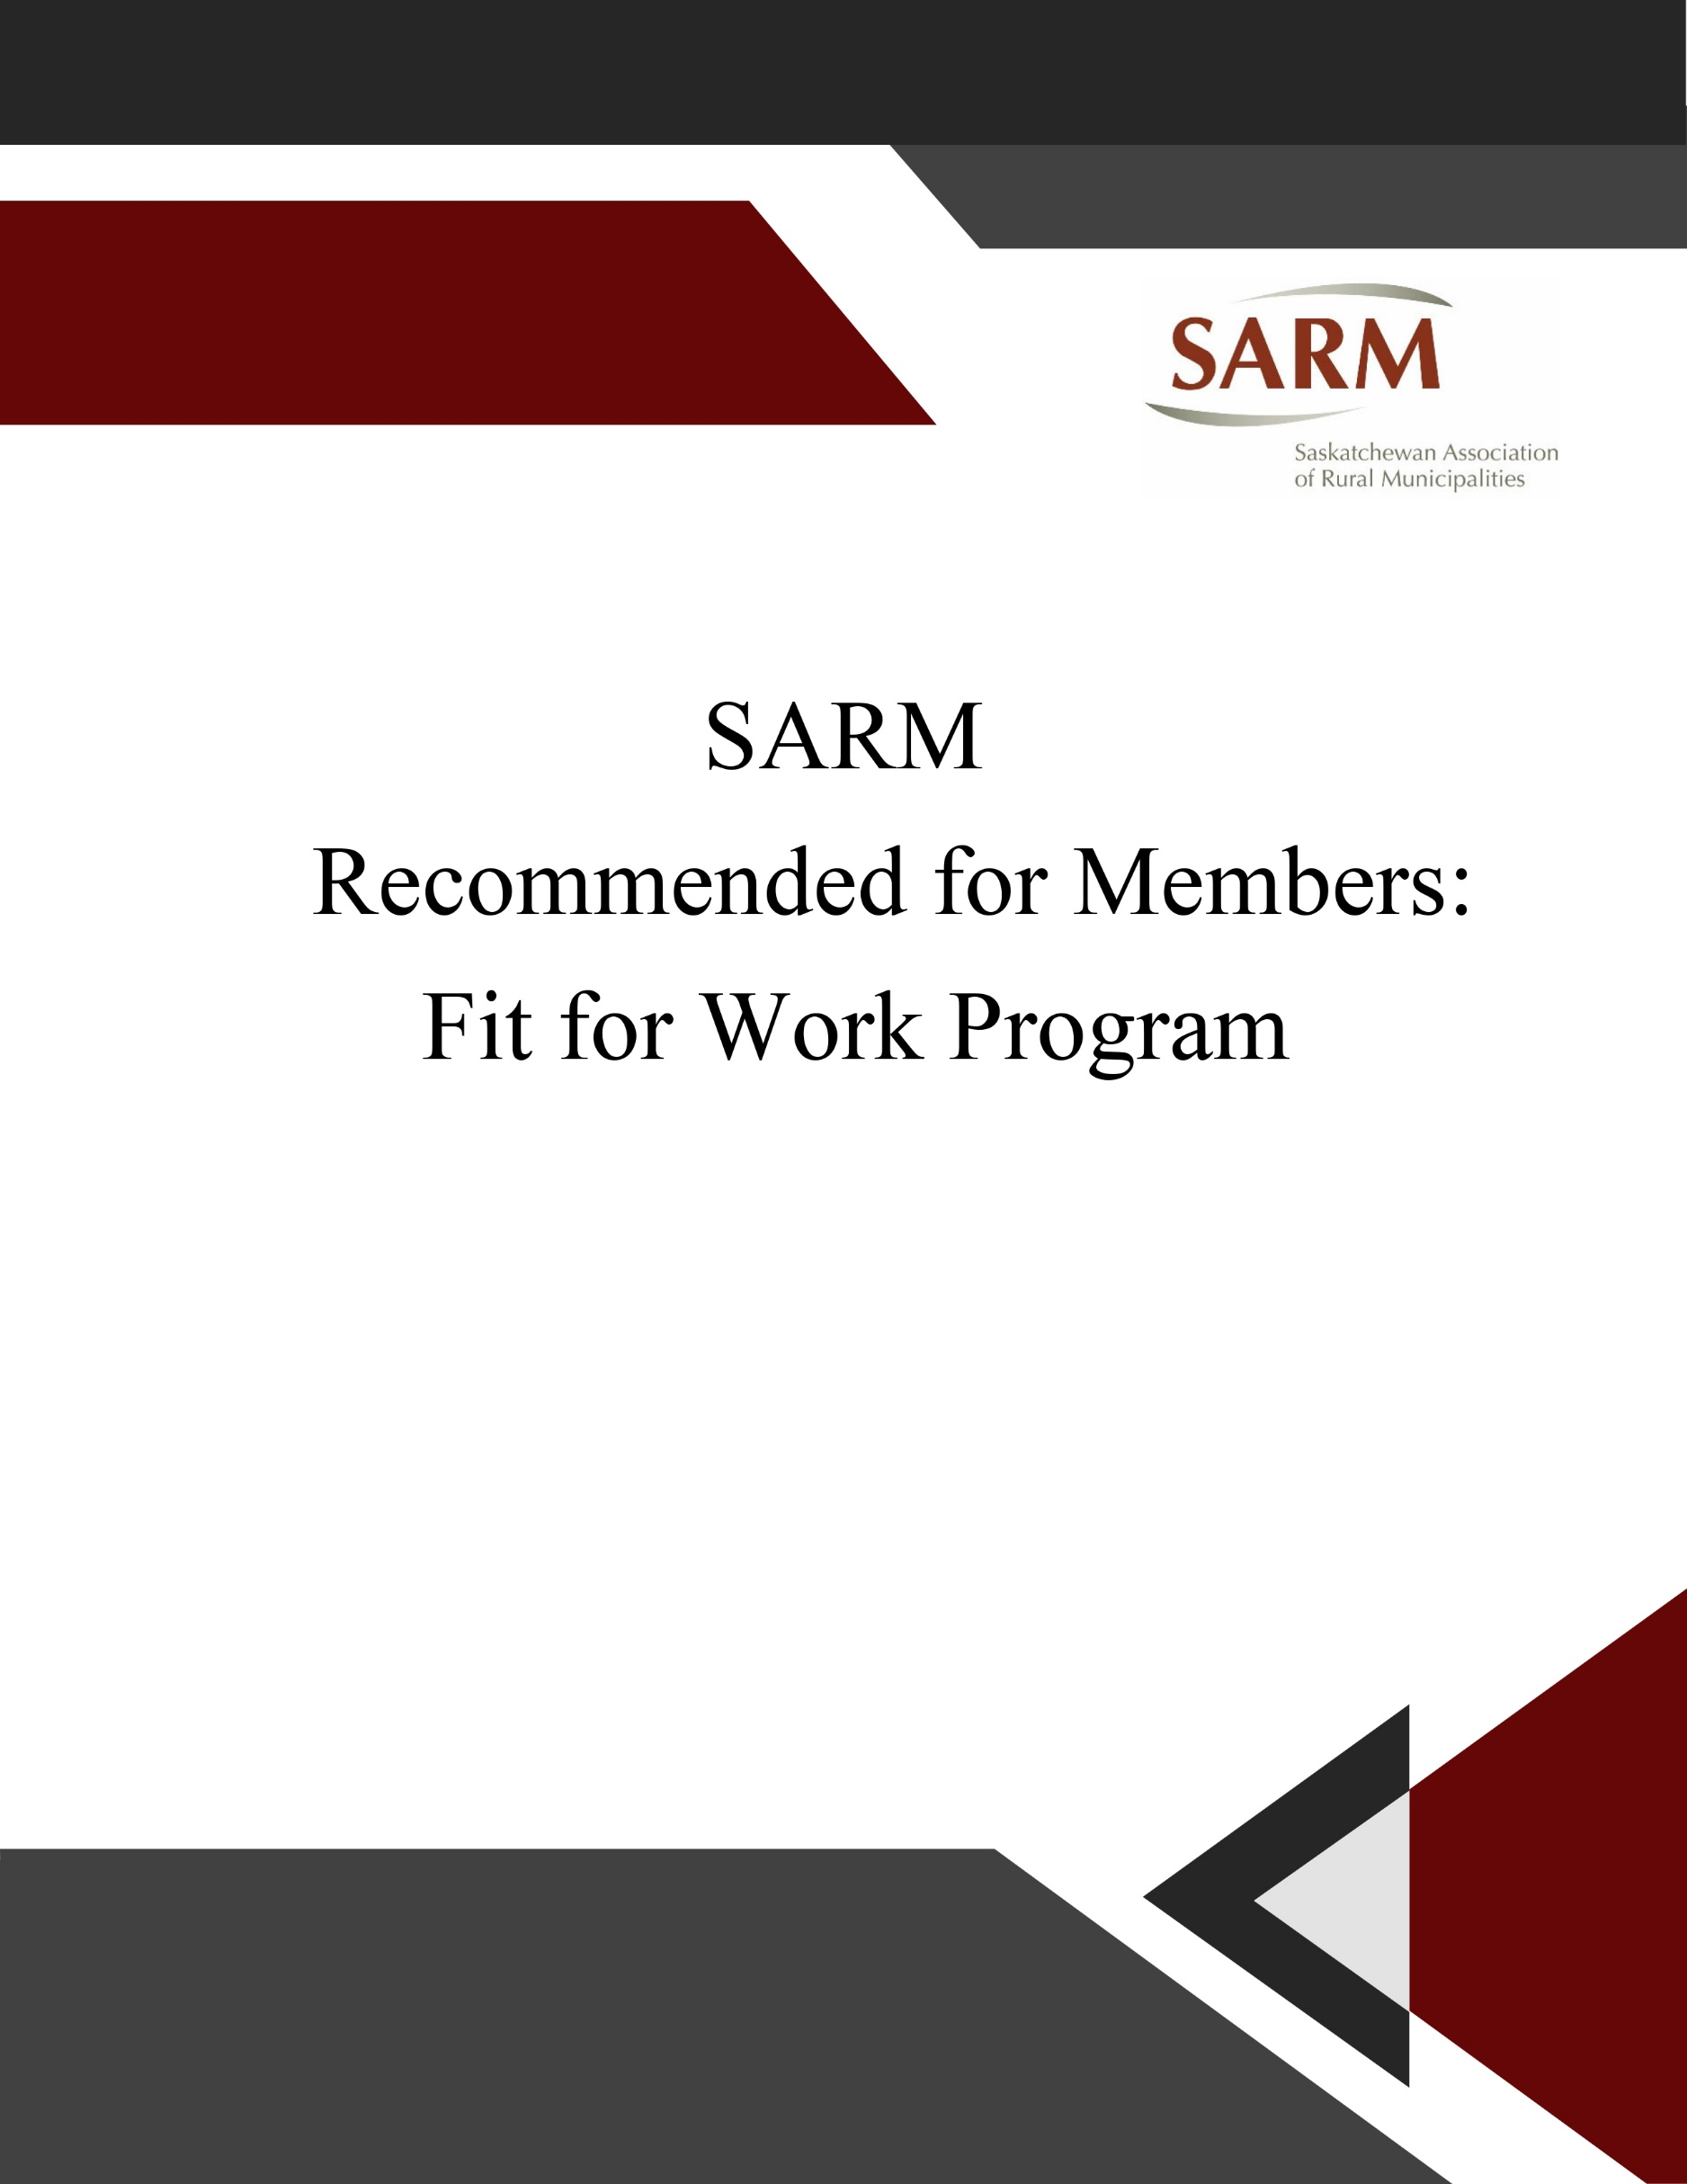 SARM
Saskatchewan Association
of Rural Municipalities
SARM
Recommended for Members:
Fit for Work Program